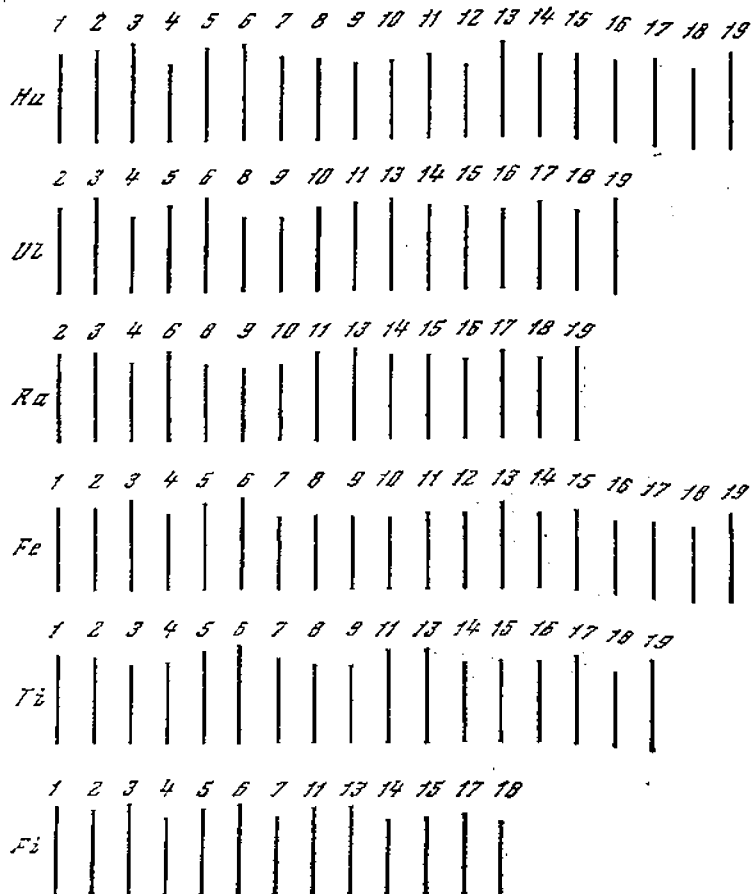 1 2 3 4 5 6 7 8 9 10 11 12 13 14 15 16 17 18 19
Hu
2 3 4 5 6 8 9 10 11 13 14 15 16 17 18 19
Ul
2 3 4 6 8 9 10 11 13 14 15 16 17 18 19
Ra
1 2 3 4 5 6 7 8 9 10 11 12 13 14 15 16 17 18 19
Fe
1 2 3 4 5 6 7 8 9 11 13 14 15 16 17 18 19
Ti
1 2 3 4 5 6 7 11 13 14 15 17 18
Fi